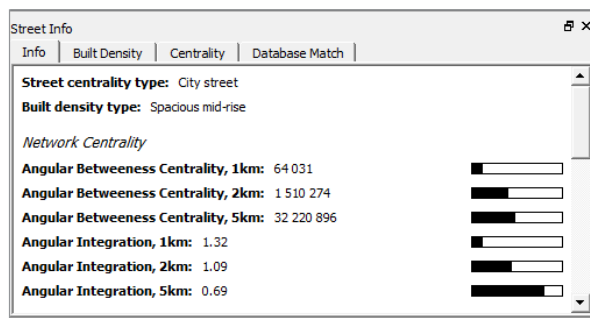 Street Info
Info Built Density Centrality Database Match
Street centrality type: City street
Built density type: Spacious mid-rise
Network Centrality
Angular Betweeness Centrality, 1km: 64 031
Angular Betweeness Centrality, 2km: 1 510 274
Angular Betweeness Centrality, 5km: 32 220 896
Angular Integration, 1km: 1.32
Angular Integration, 2km: 1.09
Angular Integration, 5km: 0.69